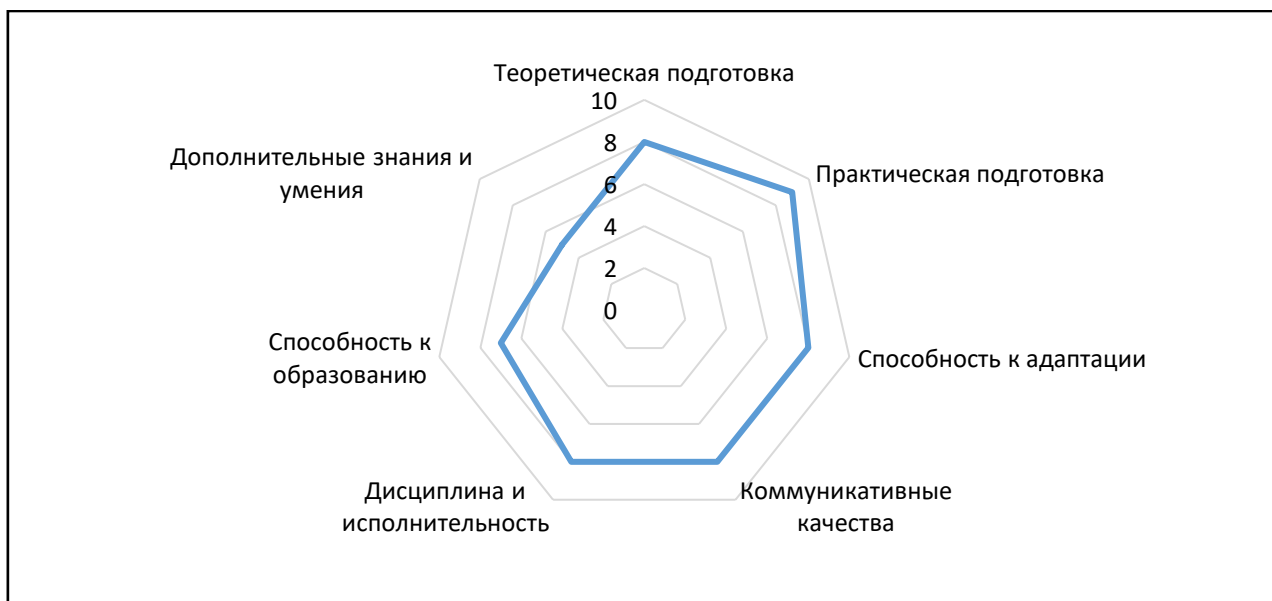 Теоретическая подготовка
10
8
6
4
2
0
Практическая подготовка
Способность к адаптации
Коммуникативные
качества
Дисциплина и
исполнительность
Способность к
образованию
Дополнительные знания и
умения